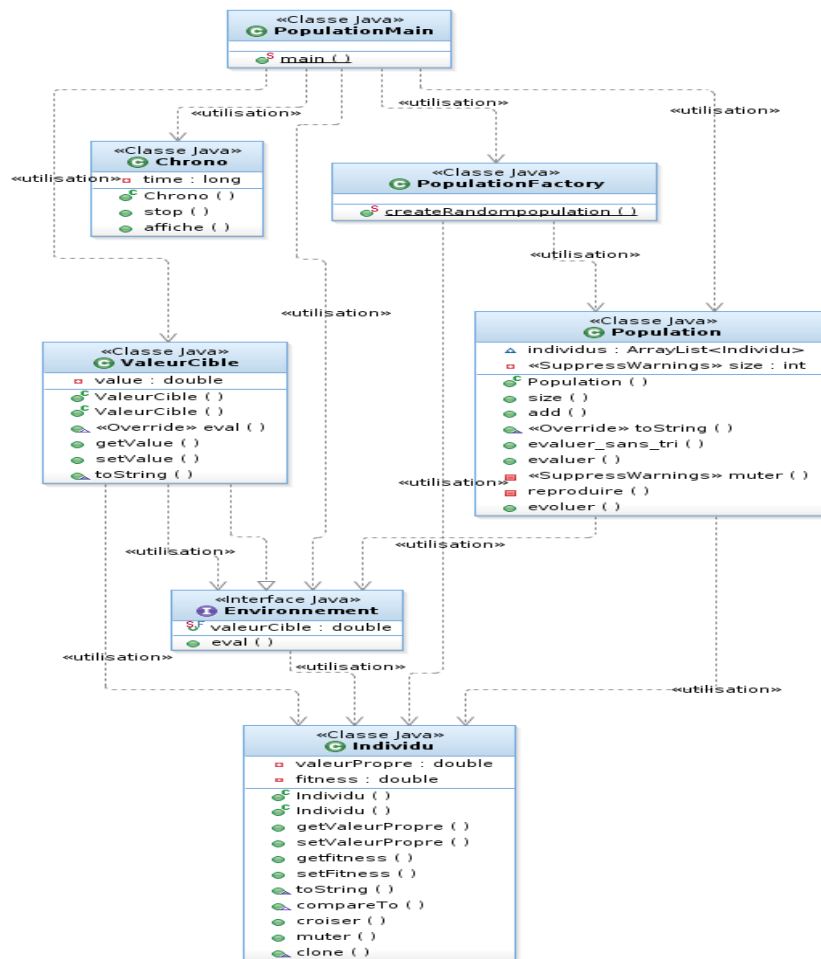 «Classe Java»
PopulationMain
main ( )
«utilisation»
«utilisation»
«utilisation»
«Classe Java»
Chrono
time : long
Chrono ( )
stop ( )
affiche ( )
«utilisation»
«Classe Java»
PopulationFactory
createRandompopulation ( )
«utilisation»
«utilisation»
«Classe Java»
Population
individus : ArrayList<Individu>
«SuppressWarnings» size : int
Population ( )
size ( )
add ( )
«Override» toString ( )
evaluer_sans_tri ( )
evaluer ( )
«SuppressWarnings» muter ( )
reproduire ( )
evoluer ( )
«Classe Java»
ValeurCible
value : double
ValeurCible ( )
ValeurCible ( )
«Override» eval ( )
getValue ( )
setValue ( )
toString ( )
«utilisation»
«utilisation»
«utilisation»
«Interface Java»
Environnement
valeurCible : double
eval ( )
«utilisation»
«utilisation»
«utilisation»
«Classe Java»
Individu
valeurPropre : double
fitness : double
Individu ( )
Individu ( )
getValeurPropre ( )
setValeurPropre ( )
getfitness ( )
setFitness ( )
toString ( )
compareTo ( )
croiser ( )
muter ( )
clone ( )